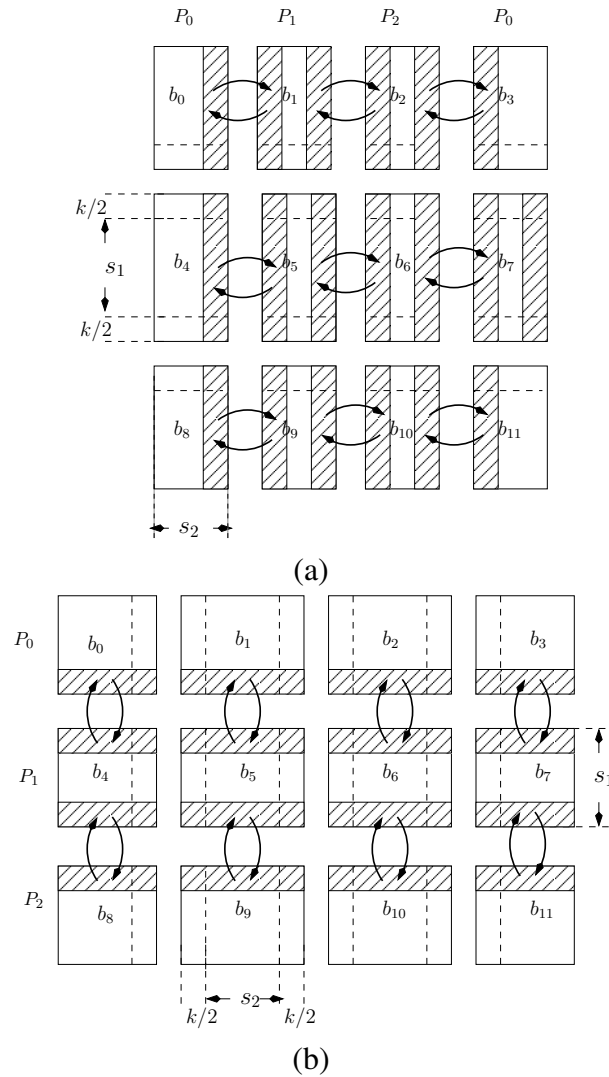 P₀ P₁ P₂ P₀
b₀ b₁ b₂ b₃
k/2
s₁
k/2
b₄ b₅ b₆ b₇
b₈ b₉ b₁₀ b₁₁
s₂
(a)
P₀ b₀ b₁ b₂ b₃
P₁ b₄ b₅ b₆ b₇ s₁
P₂ b₈ b₉ b₁₀ b₁₁
k/2 s₂ k/2
(b)